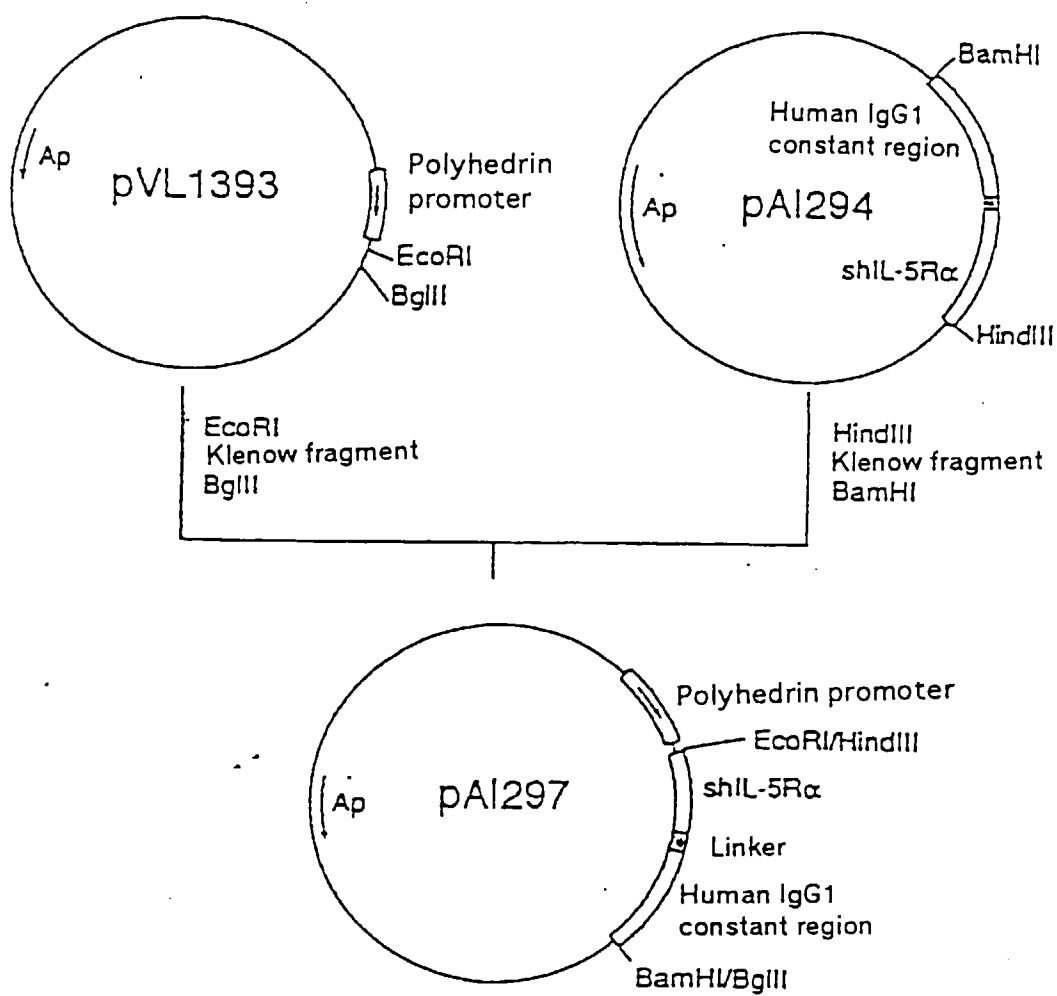 Ap
pVL1393
Polyhedrin
promoter
EcoRI
BglII
BamHI
Human IgG1
constant region
Ap
pAI294
shIL-5Rα
HindIII
EcoRI
Klenow fragment
BglII
HindIII
Klenow fragment
BamHI
Polyhedrin promoter
EcoRI/HindIII
Ap
pAI297
shIL-5Rα
Linker
Human IgG1
constant region
BamHI/BglII